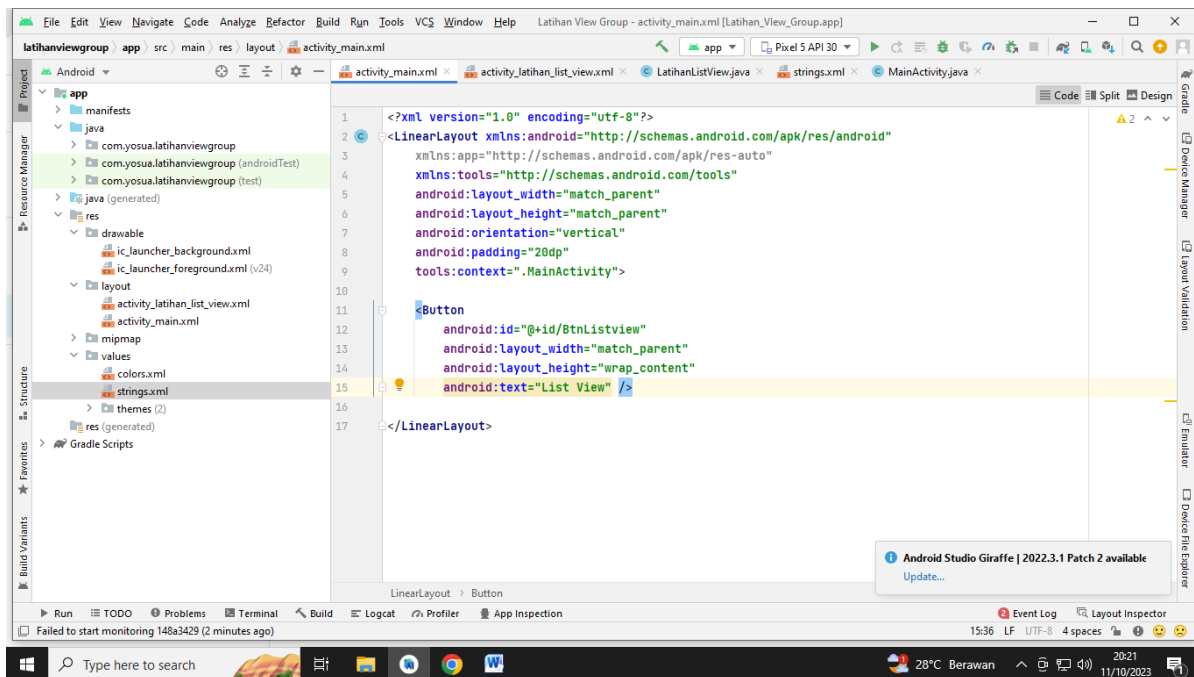 File Edit View Navigate Code Analyze Refactor Build Run Tools VCS Window Help Latihan VIew Group - activity_main.xml [Latihan_VIew_Group.app]
latihanviewgroup app src main res layout activity_main.xml app Pixel 5 API 30
Android activity_main.xml activity_latihan_list_view.xml LatihanListView.java strings.xml MainActivity.java
Code Split Design
app
manifests
java
com.yosua.latihanviewgroup
com.yosua.latihanviewgroup (androidTest)
com.yosua.latihanviewgroup (test)
java (generated)
res
drawable
ic_launcher_background.xml
ic_launcher_foreground.xml (v24)
layout
activity_latihan_list_view.xml
activity_main.xml
mipmap
values
colors.xml
strings.xml
themes (2)
res (generated)
Gradle Scripts
1 <?xml version="1.0" encoding="utf-8"?>
2 C <LinearLayout xmlns:android="http://schemas.android.com/apk/res/android"
3 xmlns:app="http://schemas.android.com/apk/res-auto"
4 xmlns:tools="http://schemas.android.com/tools"
5 android:layout_width="match_parent"
6 android:layout_height="match_parent"
7 android:orientation="vertical"
8 android:padding="20dp"
9 tools:context=".MainActivity">
10
11 <Button
12 android:id="@+id/BtnListview"
13 android:layout_width="match_parent"
14 android:layout_height="wrap_content"
15 android:text="List View" />
16
17 </LinearLayout>
2
Project
Resource Manager
Structure
Favorites
Build Variants
Gradle
Device Manager
Layout Validation
Emulator
Device File Explorer
Android Studio Giraffe | 2022.3.1 Patch 2 available
Update...
LinearLayout Button
Run TODO Problems Terminal Build Logcat Profiler App Inspection 2 Event Log Layout Inspector
Failed to start monitoring 148a3429 (2 minutes ago) 15:36 LF UTF-8 4 spaces
Type here to search 28°C Berawan 20:21
11/10/2023 1